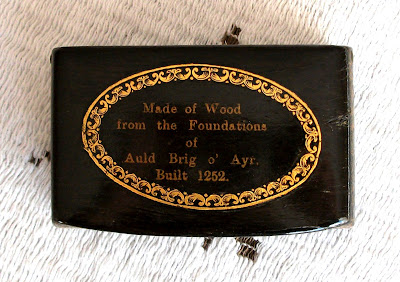 Made of Wood
from the Foundations
of
Auld Brig o' Ayr.
Built 1252.